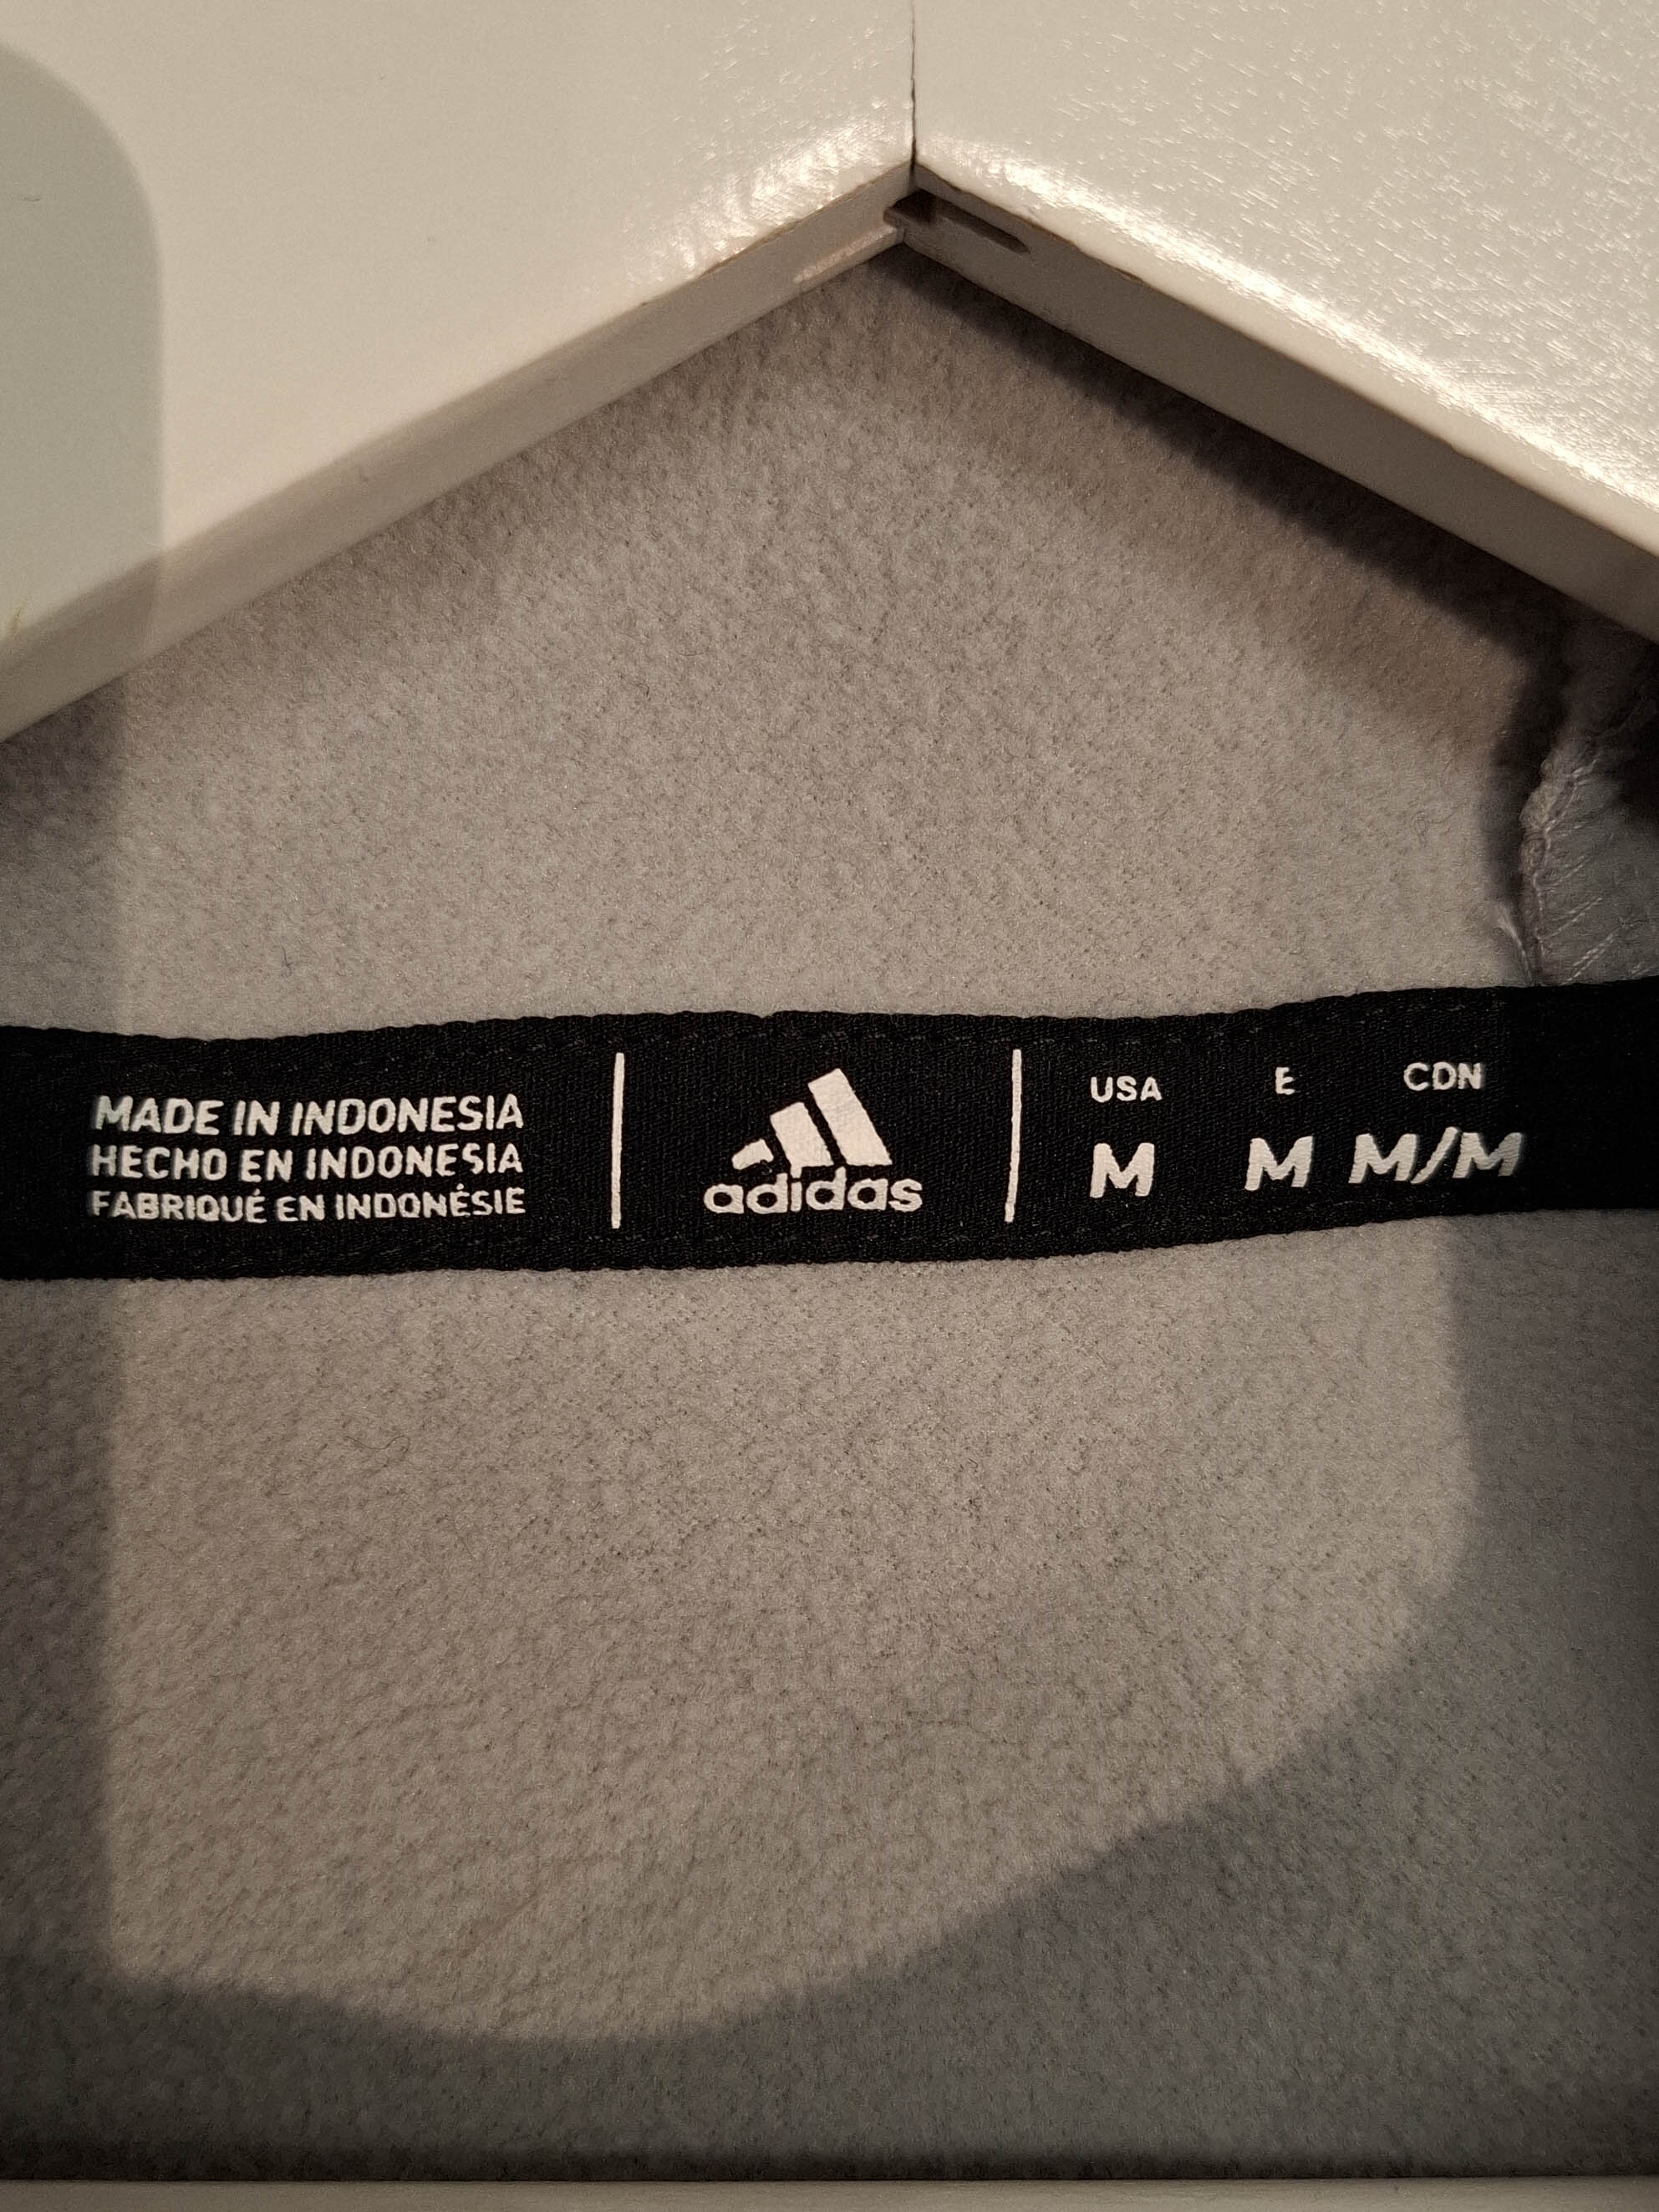 MADE IN INDONESIA
HECHO EN INDONESIA
FABRIQUÉ EN INDONÉSIE
adidas
USA E CDN
M M M/M